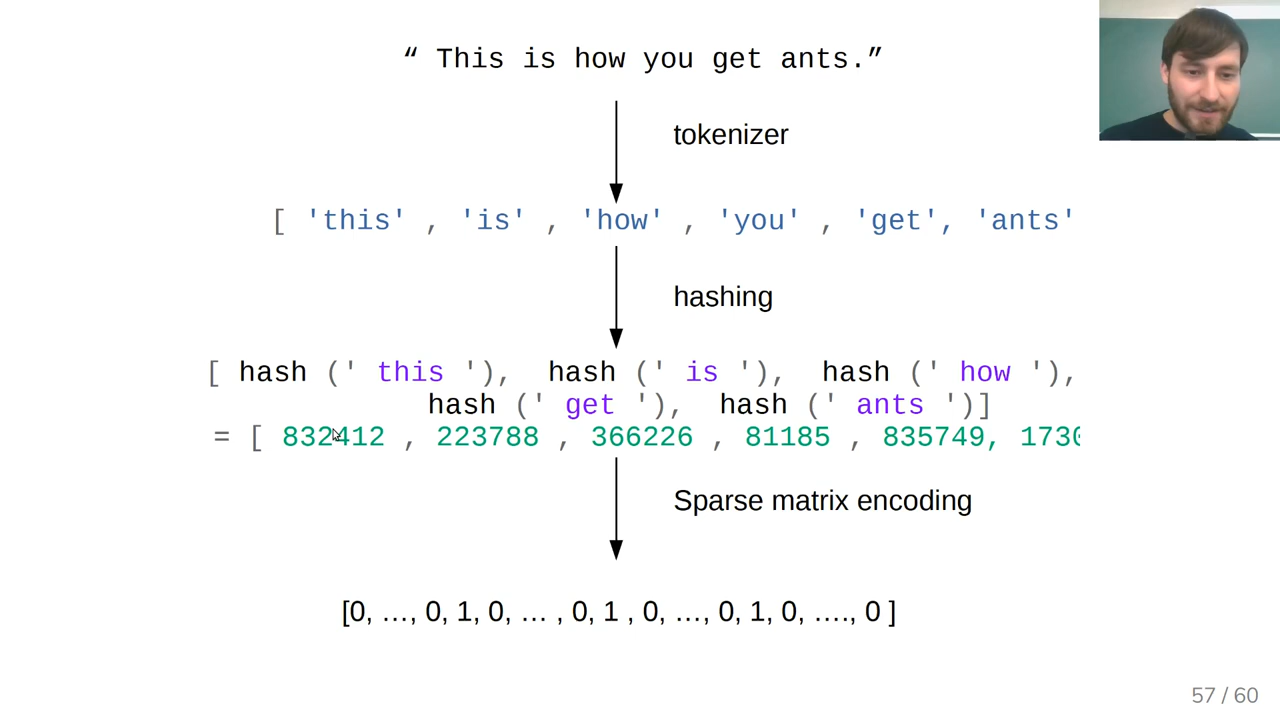 “ This is how you get ants.”
tokenizer
[ 'this' , 'is' , 'how' , 'you' , 'get', 'ants'
hashing
[ hash (' this '), hash (' is '), hash (' how '),
hash (' get '), hash (' ants ')]
= [ 832412 , 223788 , 366226 , 81185 , 835749, 173
Sparse matrix encoding
[0, …, 0, 1, 0, … , 0, 1 , 0, …, 0, 1, 0, …., 0 ]
57 / 60